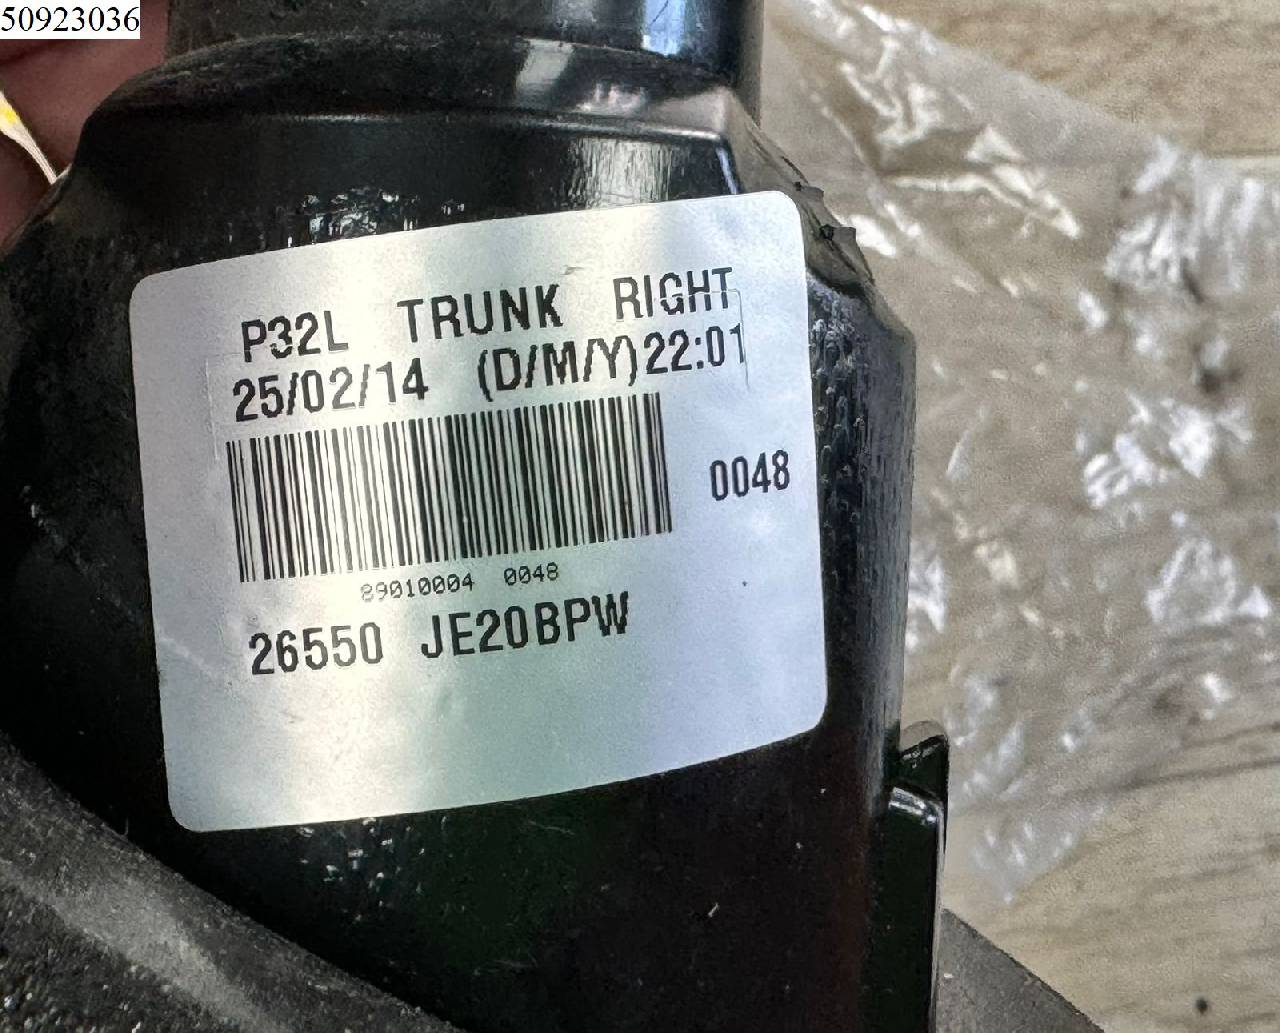 50923036
P32L TRUNK RIGHT
25/02/14 (D/M/Y)22:01
0048
89010004 0048
26550 JE20BPW